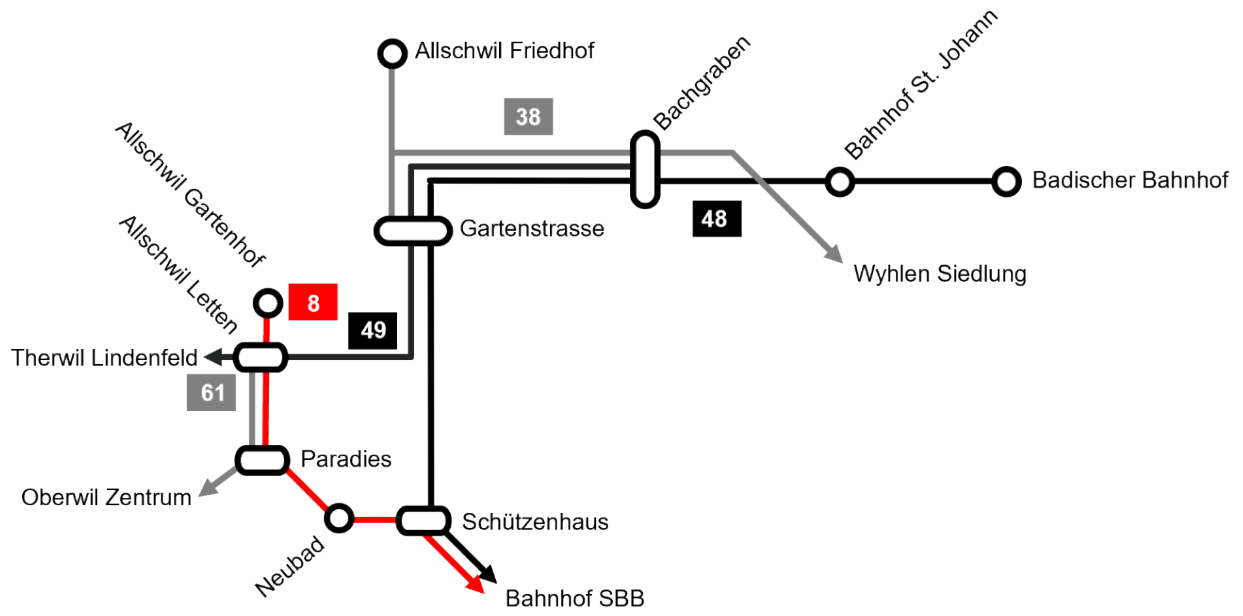 Allschwil Friedhof
Bachgraben
Bahnhof St. Johann
38
Allschwil Gartenhof
Badischer Bahnhof
48
Gartenstrasse
Allschwil Letten
Wyhlen Siedlung
8
49
Therwil Lindenfeld
61
Paradies
Oberwil Zentrum
Schützenhaus
Neubad
Bahnhof SBB